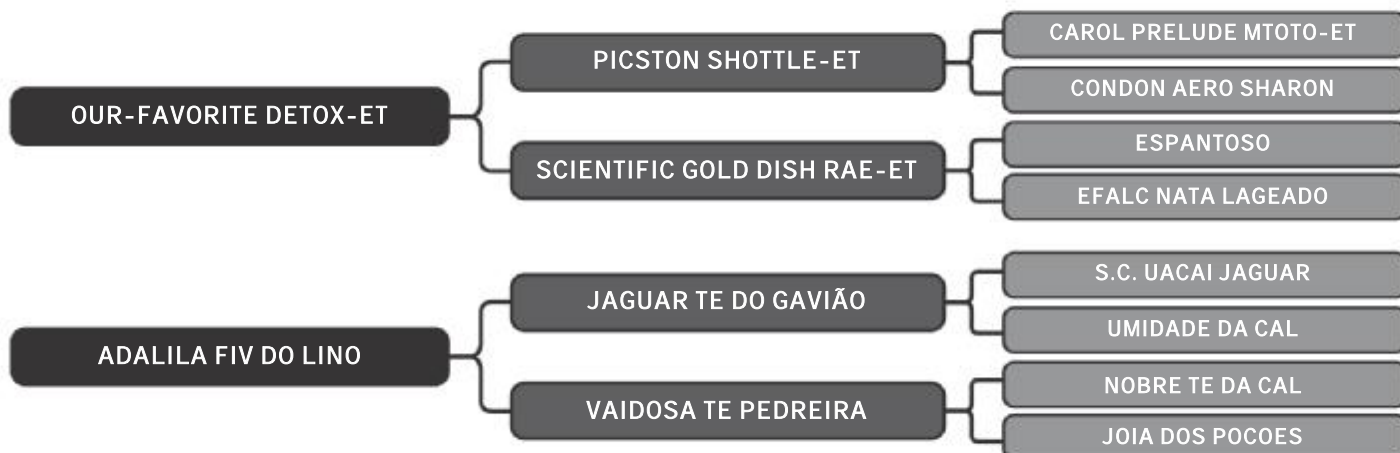 OUR-FAVORITE DETOX-ET
PICSTON SHOTTLE-ET
CAROL PRELUDE MTOTO-ET
CONDON AERO SHARON
SCIENTIFIC GOLD DISH RAE-ET
ESPANTOSO
EFALC NATA LAGEADO
ADALILA FIV DO LINO
JAGUAR TE DO GAVIÃO
S.C. UACAI JAGUAR
UMIDADE DA CAL
VAIDOSA TE PEDREIRA
NOBRE TE DA CAL
JOIA DOS POCOES